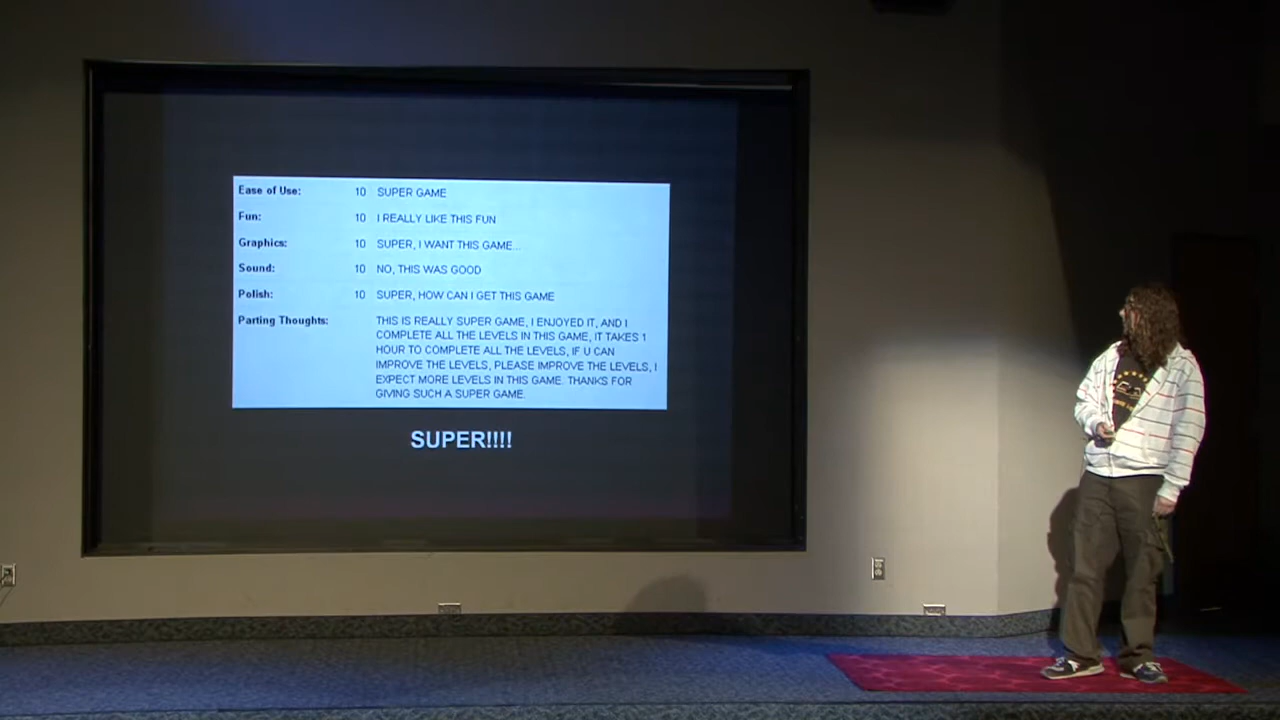 Ease of Use: 10 SUPER GAME
Fun: 10 I REALLY LIKE THIS FUN
Graphics: 10 SUPER, I WANT THIS GAME...
Sound: 10 NO, THIS WAS GOOD
Polish: 10 SUPER, HOW CAN I GET THIS GAME
Parting Thoughts: THIS IS REALLY SUPER GAME, I ENJOYED IT, AND I
COMPLETE ALL THE LEVELS IN THIS GAME, IT TAKES 1
HOUR TO COMPLETE ALL THE LEVELS, IF U CAN
IMPROVE THE LEVELS, PLEASE IMPROVE THE LEVELS, I
EXPECT MORE LEVELS IN THIS GAME. THANKS FOR
GIVING SUCH A SUPER GAME.
SUPER!!!!